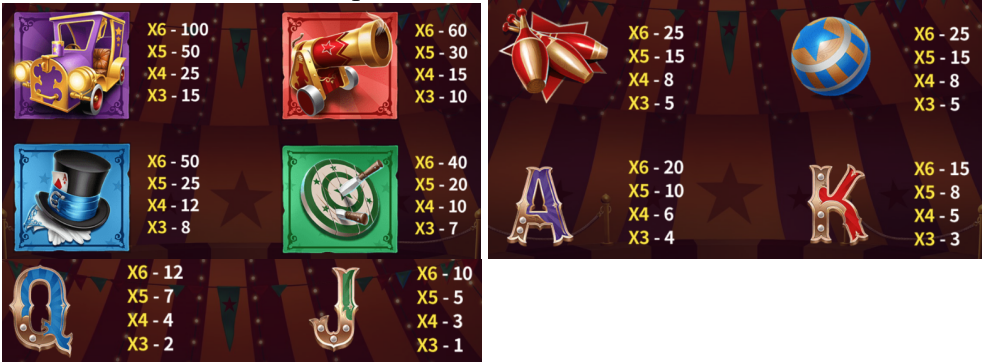 X6 - 100
X5 - 50
X4 - 25
X3 - 15
X6 - 60
X5 - 30
X4 - 15
X3 - 10
X6 - 25
X5 - 15
X4 - 8
X3 - 5
X6 - 25
X5 - 15
X4 - 8
X3 - 5
X6 - 50
X5 - 25
X4 - 12
X3 - 8
X6 - 40
X5 - 20
X4 - 10
X3 - 7
A
X6 - 20
X5 - 10
X4 - 6
X3 - 4
K
X6 - 15
X5 - 8
X4 - 5
X3 - 3
Q
X6 - 12
X5 - 7
X4 - 4
X3 - 2
J
X6 - 10
X5 - 5
X4 - 3
X3 - 1